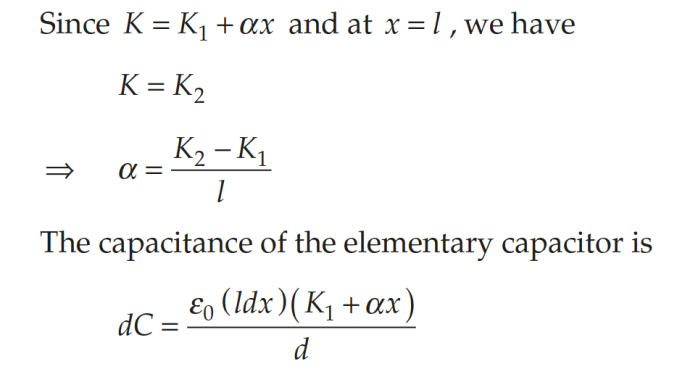 Since K = K₁ + αx and at x = l , we have
K = K₂
⇒ α = (K₂ – K₁) / l
The capacitance of the elementary capacitor is
dC = ε₀ (ldx)(K₁ + αx) / d